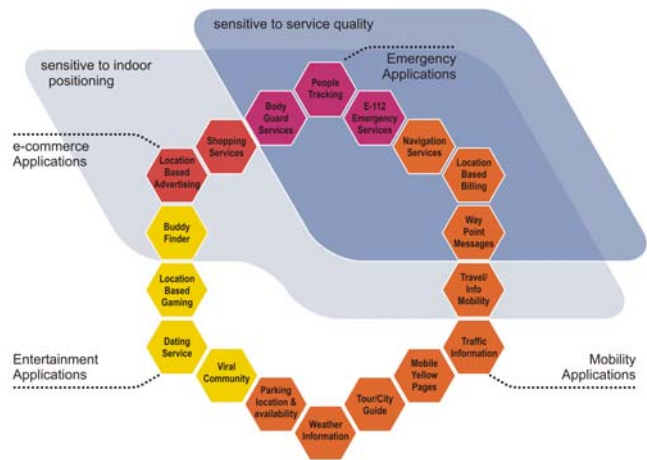 sensitive to service quality
sensitive to indoor
positioning
Emergency
Applications
People
Tracking
Body
Guard
Services
E-112
Emergency
Services
e-commerce
Applications
Shopping
Services
Navigation
Services
Location
Based
Advertising
Location
Based
Billing
Buddy
Finder
Way
Point
Messages
Location
Based
Gaming
Travel/
Info
Mobility
Entertainment
Applications
Dating
Service
Traffic
Information
Mobility
Applications
Viral
Community
Mobile
Yellow
Pages
Parking
location &
availability
Tour/City
Guide
Weather
Information